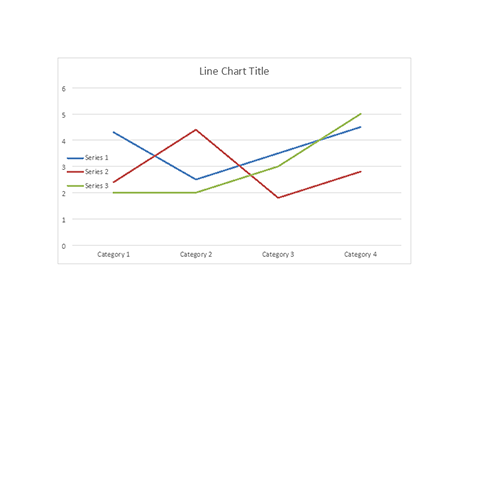 Line Chart Title
6
5
4
3
2
1
0
Series 1
Series 2
Series 3
Category 1 Category 2 Category 3 Category 4